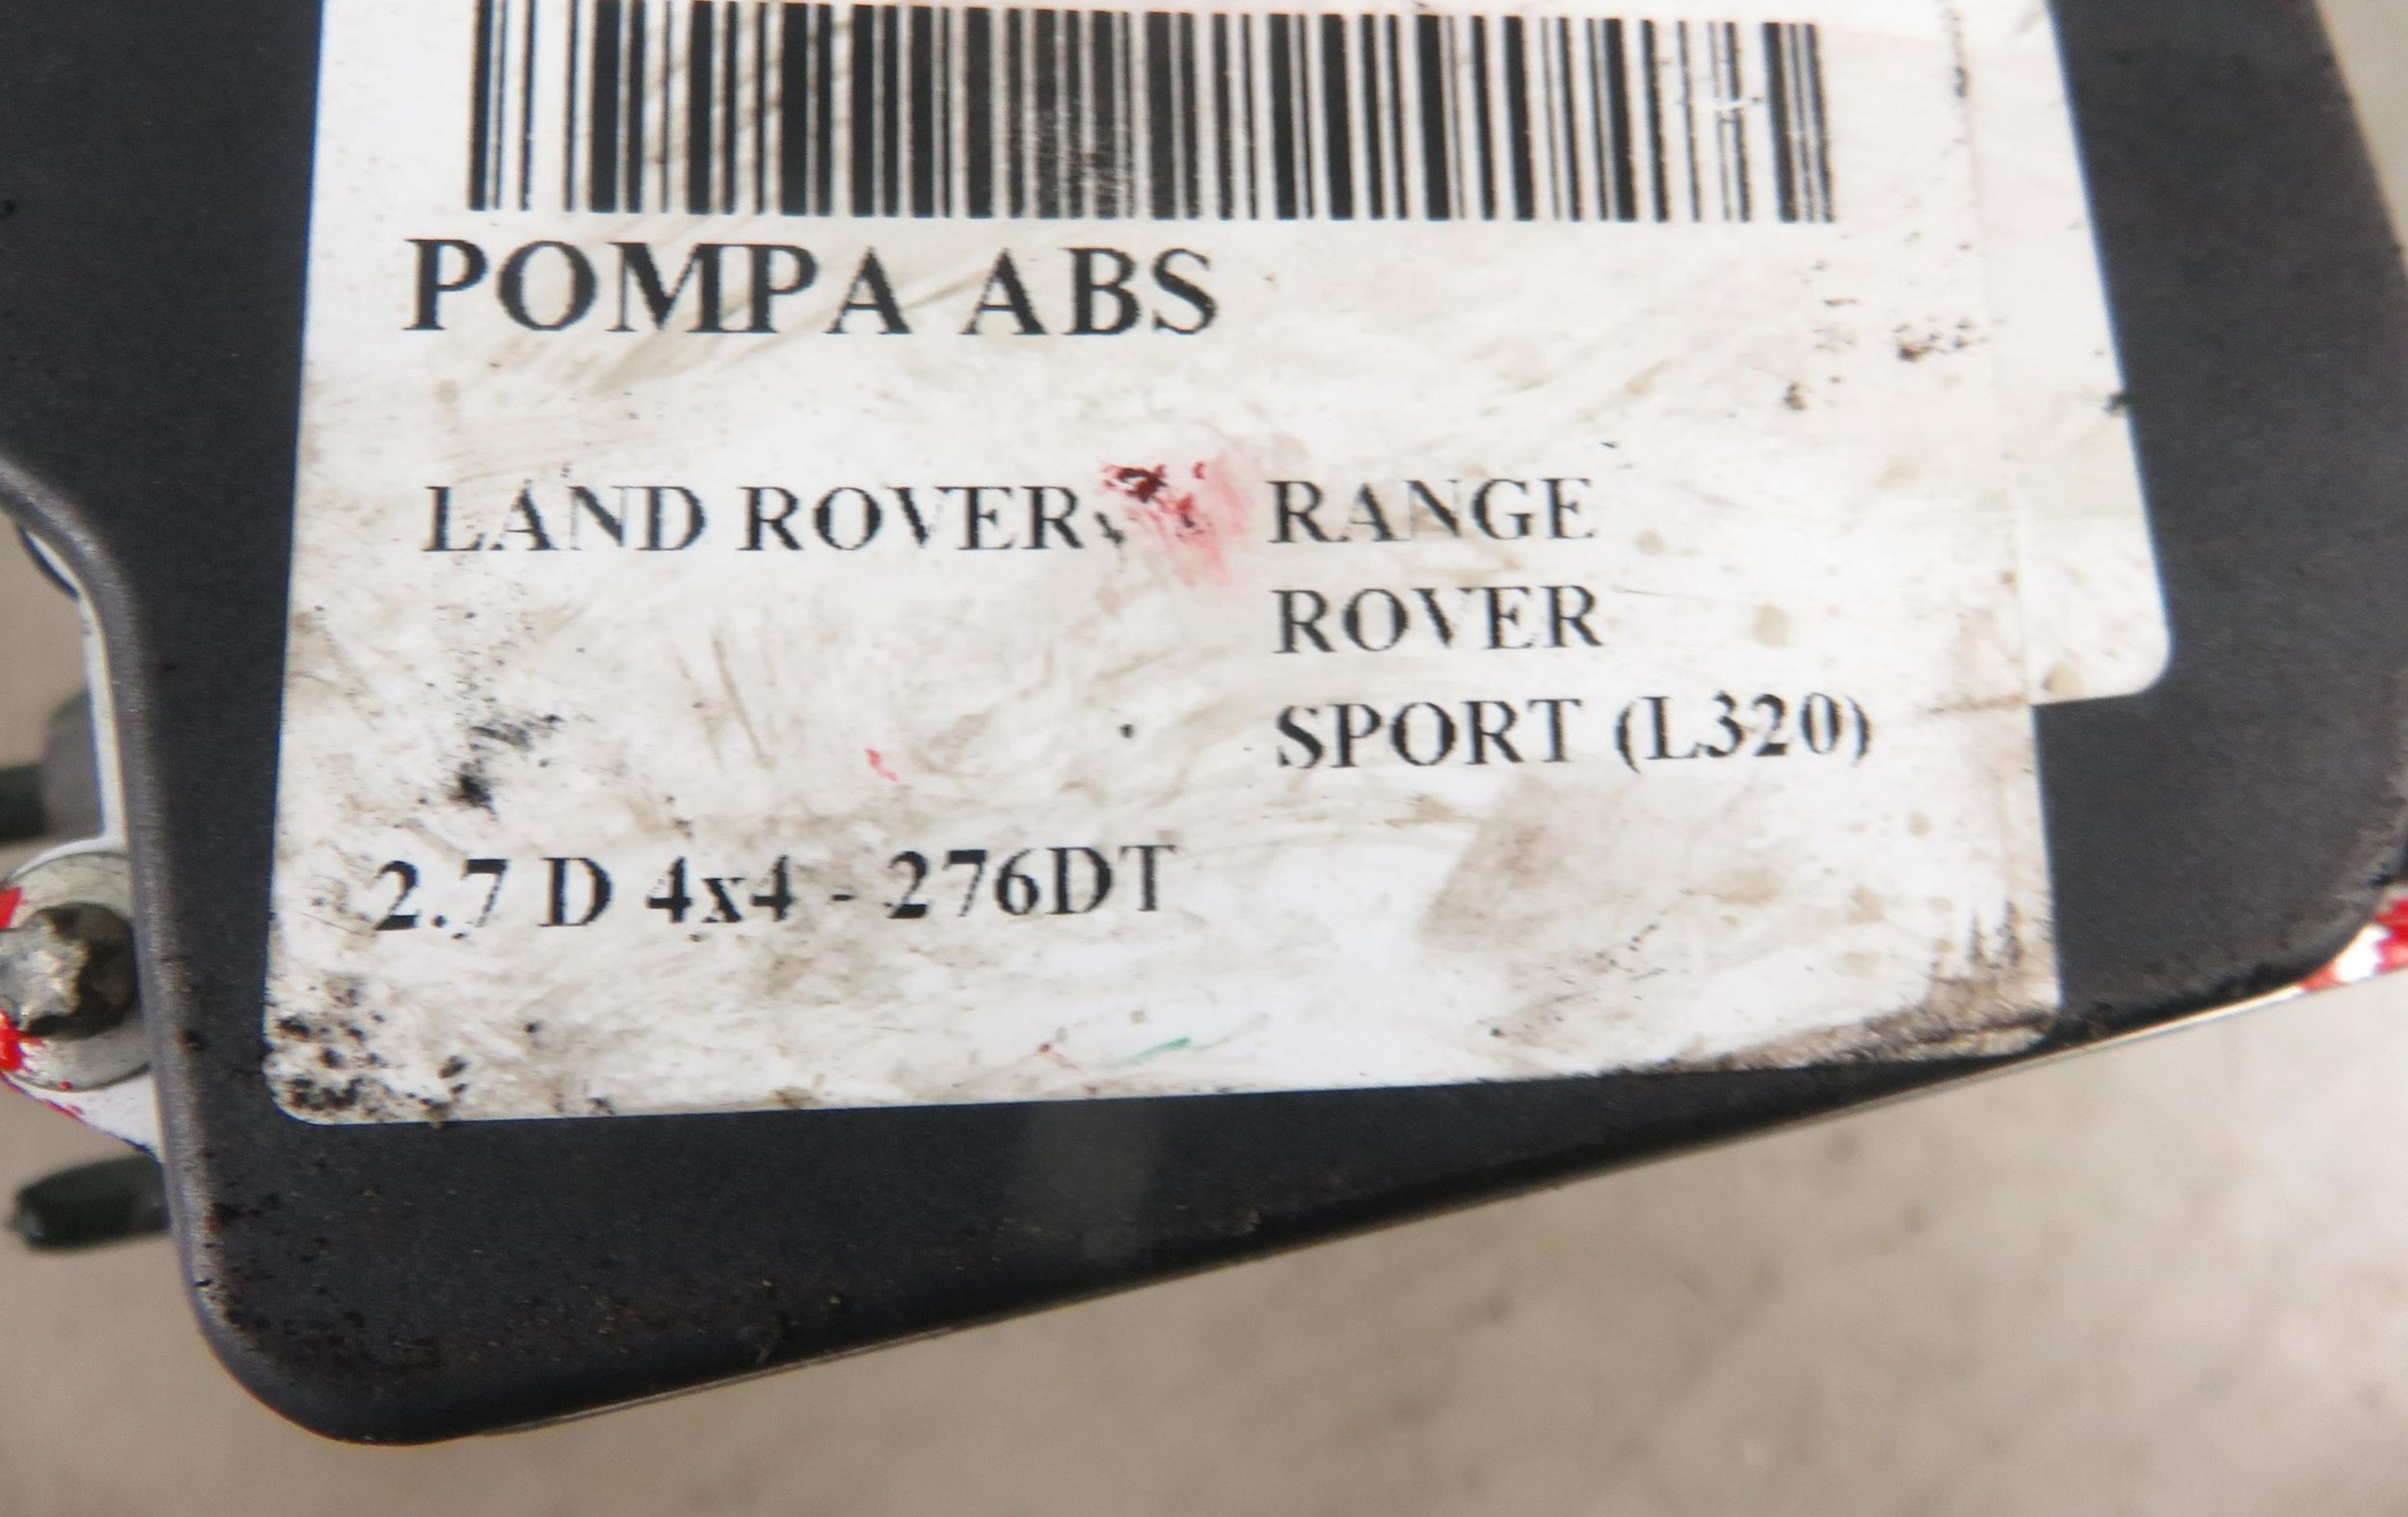 POMPA ABS
LAND ROVER RANGE
ROVER
SPORT (L320)
2.7 D 4x4 - 276DT